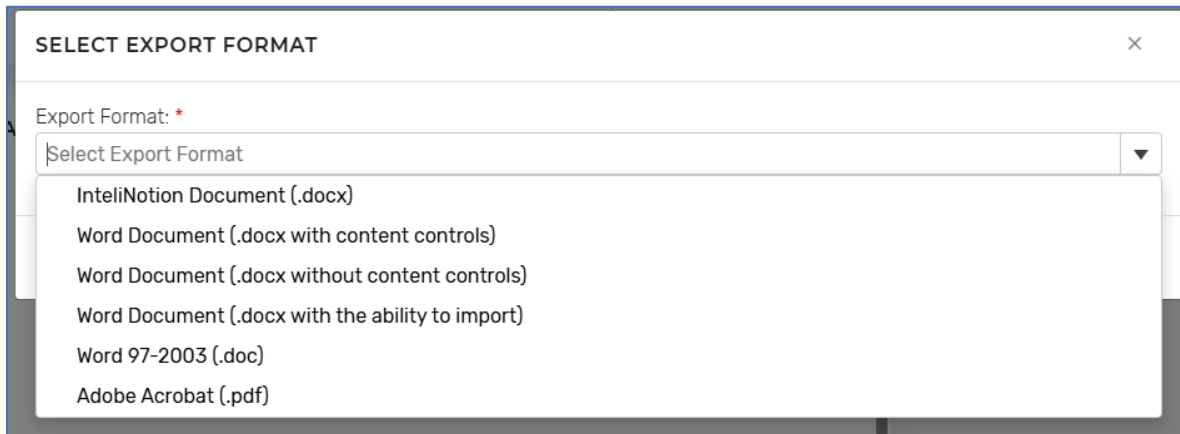 SELECT EXPORT FORMAT
Export Format: *
Select Export Format
InteliNotion Document (.docx)
Word Document (.docx with content controls)
Word Document (.docx without content controls)
Word Document (.docx with the ability to import)
Word 97-2003 (.doc)
Adobe Acrobat (.pdf)